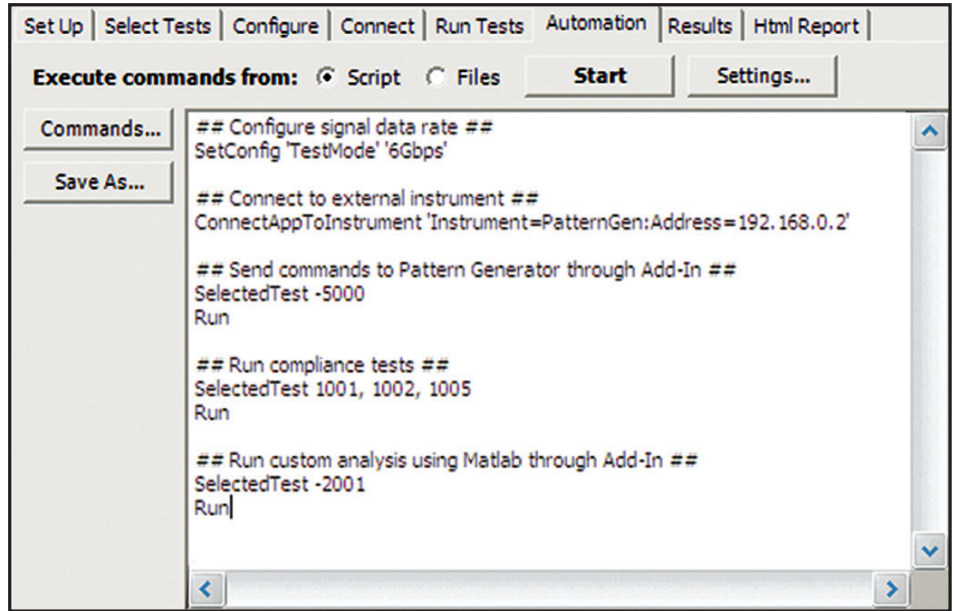 Set Up Select Tests Configure Connect Run Tests Automation Results Html Report
Execute commands from: Script Files Start Settings...
Commands...
Save As...
## Configure signal data rate ##
SetConfig 'TestMode' '6Gbps'
## Connect to external instrument ##
ConnectAppToInstrument 'Instrument=PatternGen:Address=192.168.0.2'
## Send commands to Pattern Generator through Add-In ##
SelectedTest -5000
Run
## Run compliance tests ##
SelectedTest 1001, 1002, 1005
Run
## Run custom analysis using Matlab through Add-In ##
SelectedTest -2001
Run